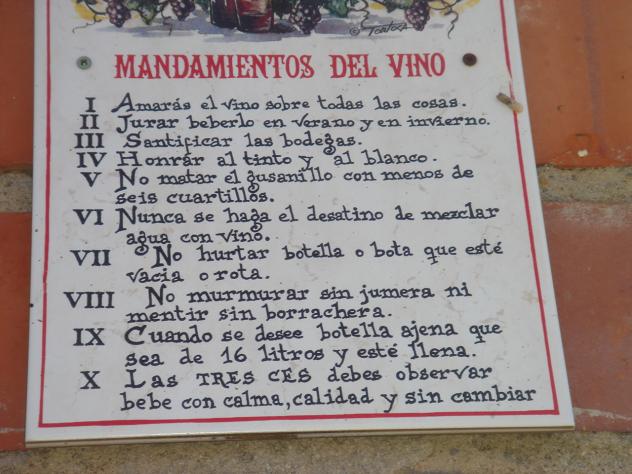 © Tortosa
MANDAMIENTOS DEL VINO
I Amarás el vino sobre todas las cosas.
II Jurar beberlo en verano y en invierno.
III Santificar las bodegas.
IV Honrar al tinto y al blanco.
V No matar el gusanillo con menos de
seis cuartillos.
VI Nunca se haga el desatino de mezclar
agua con vino.
VII No hurtar botella o bota que esté
vacia o rota.
VIII No murmurar sin jumera ni
mentir sin borrachera.
IX Cuando se desee botella ajena que
sea de 16 litros y esté llena.
X Las TRES CES debes observar
bebe con calma, calidad y sin cambiar